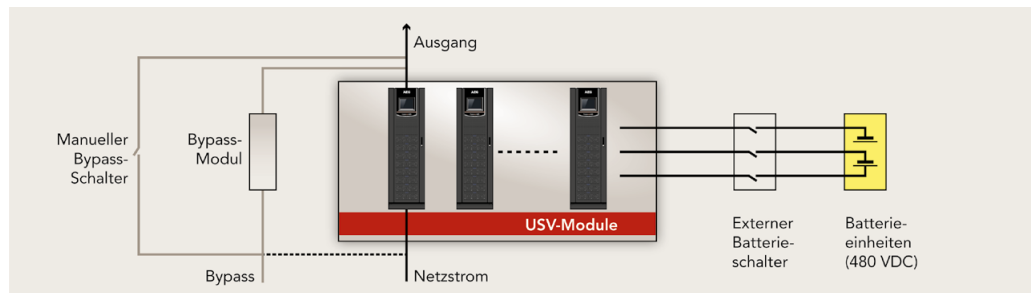 Ausgang
Manueller
Bypass-
Schalter
Bypass-
Modul
USV-Module
Externer
Batterie-
schalter
Batterie-
einheiten
(480 VDC)
Bypass
Netzstrom